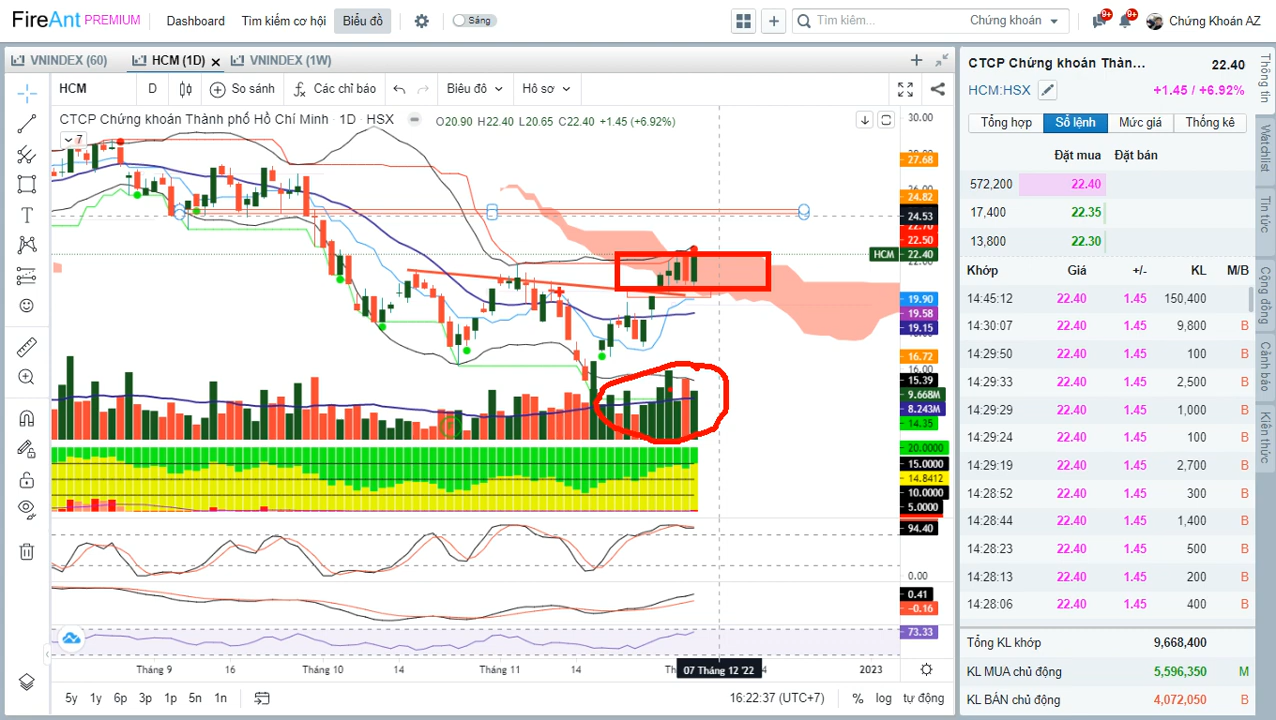 FireAnt PREMIUM Dashboard Tìm kiếm cơ hội Biểu đồ Sáng Tìm kiếm... Chứng khoán 9+ 9+ Chứng Khoán AZ
VNINDEX (60) HCM (1D) VNINDEX (1W)
HCM D So sánh Các chỉ báo Biểu đồ Hồ sơ
CTCP Chứng khoán Thành phố Hồ Chí Minh · 1D · HSX O20.90 H22.40 L20.65 C22.40 +1.45 (+6.92%)
7
30.00
27.68
26.00
24.82
24.53
22.50
HCM 22.40
22.00
19.90
19.58
19.15
16.72
16.00
15.39
9.668M
8.243M
14.35
20.0000
15.0000
14.8412
10.0000
5.0000
94.40
0.00
0.41
−0.16
73.33
Tháng 9 16 Tháng 10 14 Tháng 11 14 07 Tháng 12 '22 2023
5y 1y 6p 3p 1p 5n 1n 16:22:37 (UTC+7) % log tự động
CTCP Chứng khoán Thàn... 22.40
HCM:HSX +1.45 / +6.92%
Tổng hợp Sổ lệnh Mức giá Thống kê
Đặt mua Đặt bán
572,200 22.40
17,400 22.35
13,800 22.30
Khớp Giá +/- KL M/B
14:45:12 22.40 1.45 150,400
14:30:07 22.40 1.45 9,800 B
14:29:50 22.40 1.45 100 B
14:29:33 22.40 1.45 2,500 B
14:29:29 22.40 1.45 1,000 B
14:29:24 22.40 1.45 100 B
14:29:19 22.40 1.45 2,700 B
14:28:52 22.40 1.45 300 B
14:28:44 22.40 1.45 1,400 B
14:28:23 22.40 1.45 500 B
14:28:13 22.40 1.45 200 B
14:28:06 22.40 1.45 400 B
Tổng KL khớp 9,668,400
KL MUA chủ động 5,596,350 M
KL BÁN chủ động 4,072,050 B
Thông tin
Watchlist
Tin tức
Cộng đồng
Cảnh báo
Kiến thức